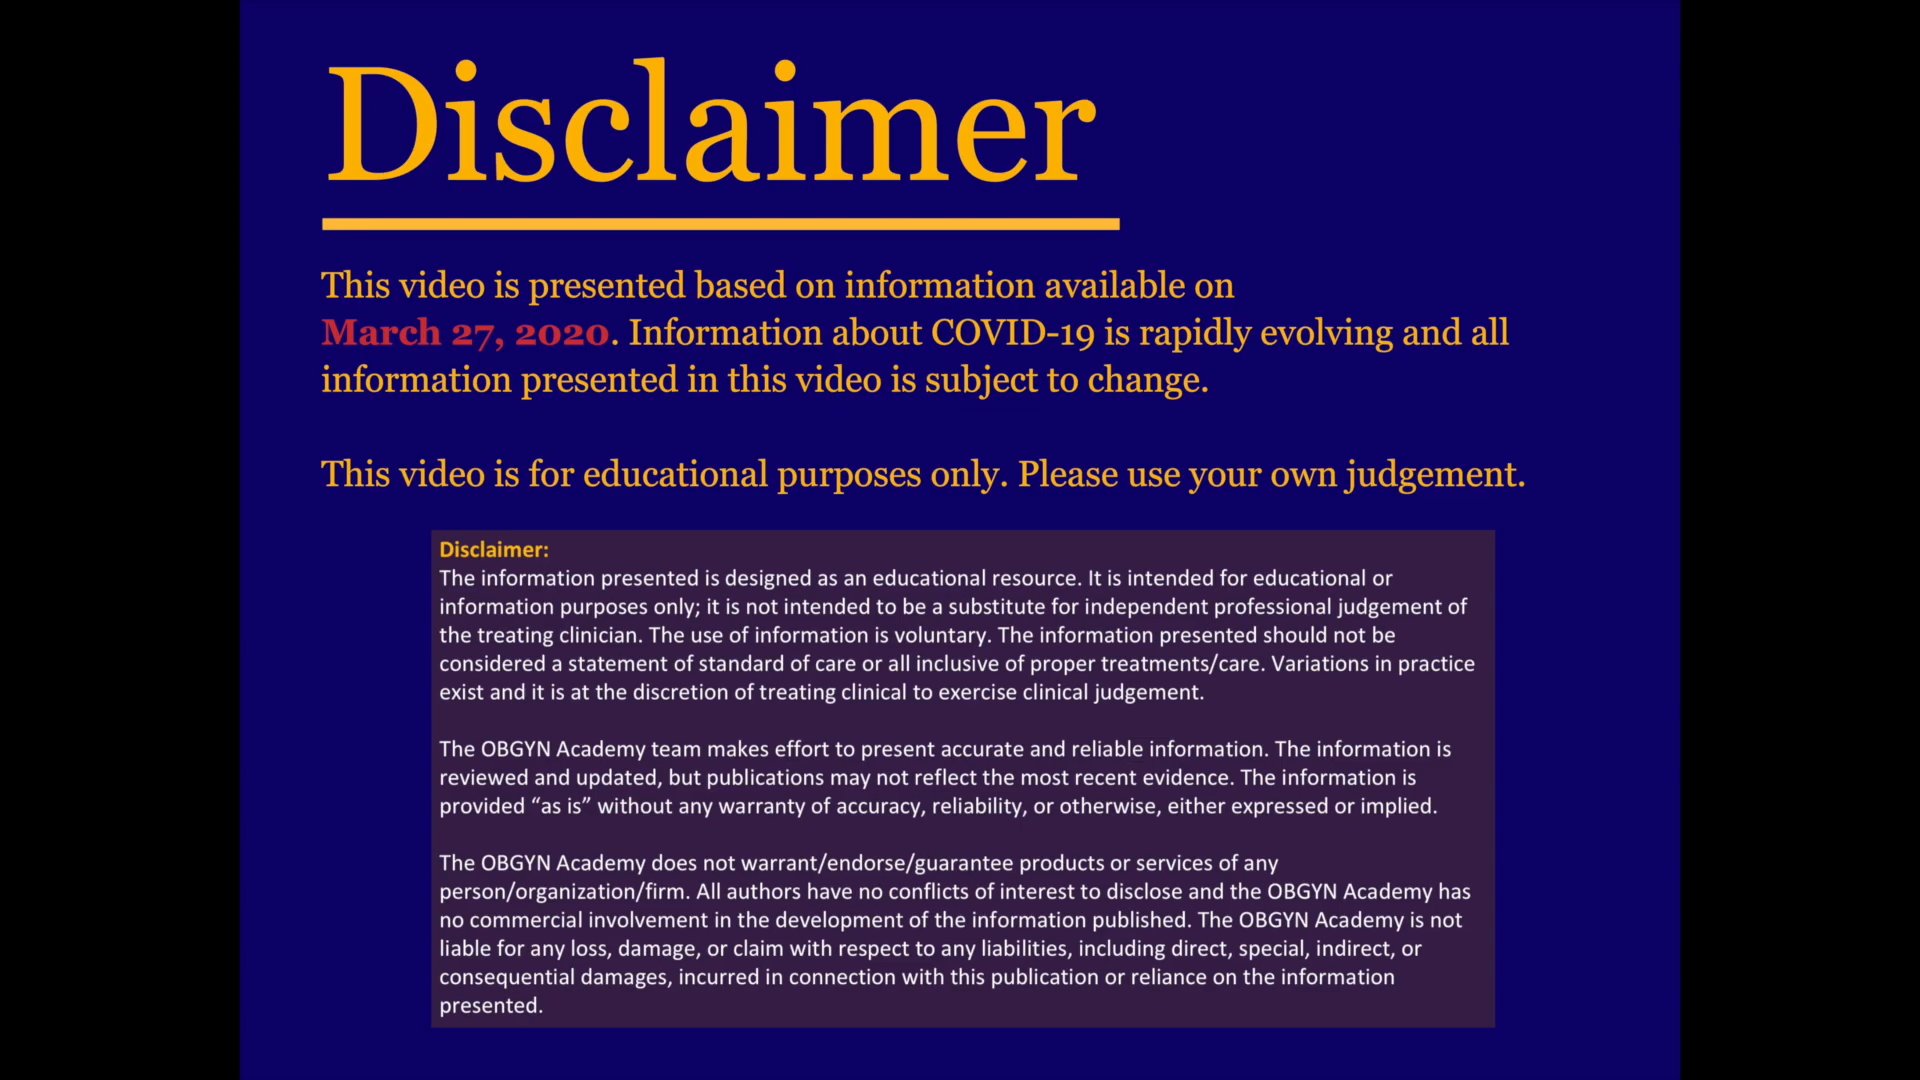 Disclaimer
This video is presented based on information available on
March 27, 2020. Information about COVID-19 is rapidly evolving and all
information presented in this video is subject to change.
This video is for educational purposes only. Please use your own judgement.
Disclaimer:
The information presented is designed as an educational resource. It is intended for educational or
information purposes only; it is not intended to be a substitute for independent professional judgement of
the treating clinician. The use of information is voluntary. The information presented should not be
considered a statement of standard of care or all inclusive of proper treatments/care. Variations in practice
exist and it is at the discretion of treating clinical to exercise clinical judgement.
The OBGYN Academy team makes effort to present accurate and reliable information. The information is
reviewed and updated, but publications may not reflect the most recent evidence. The information is
provided “as is” without any warranty of accuracy, reliability, or otherwise, either expressed or implied.
The OBGYN Academy does not warrant/endorse/guarantee products or services of any
person/organization/firm. All authors have no conflicts of interest to disclose and the OBGYN Academy has
no commercial involvement in the development of the information published. The OBGYN Academy is not
liable for any loss, damage, or claim with respect to any liabilities, including direct, special, indirect, or
consequential damages, incurred in connection with this publication or reliance on the information
presented.